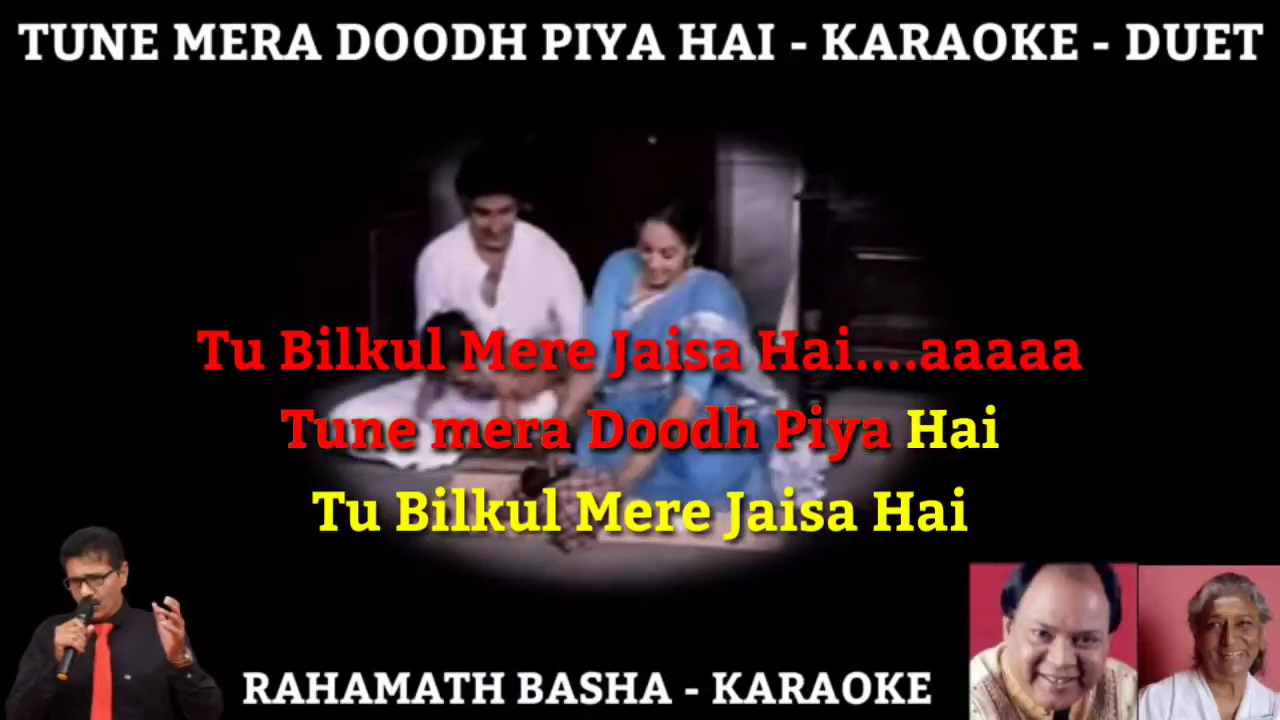 TUNE MERA DOODH PIYA HAI - KARAOKE - DUET
Tu Bilkul Mere Jaisa Hai....aaaaa
Tune mera Doodh Piya Hai
Tu Bilkul Mere Jaisa Hai
RAHAMATH BASHA - KARAOKE